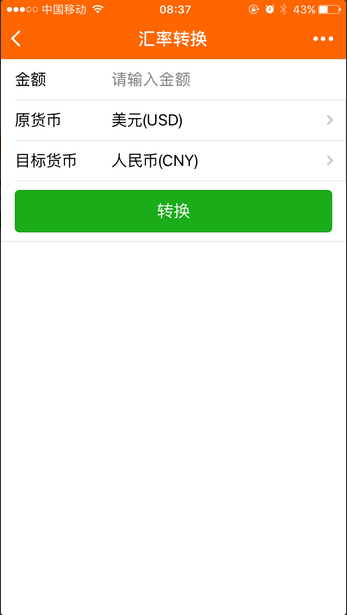 中国移动 08:37 43%
汇率转换
金额 请输入金额
原货币 美元(USD)
目标货币 人民币(CNY)
转换